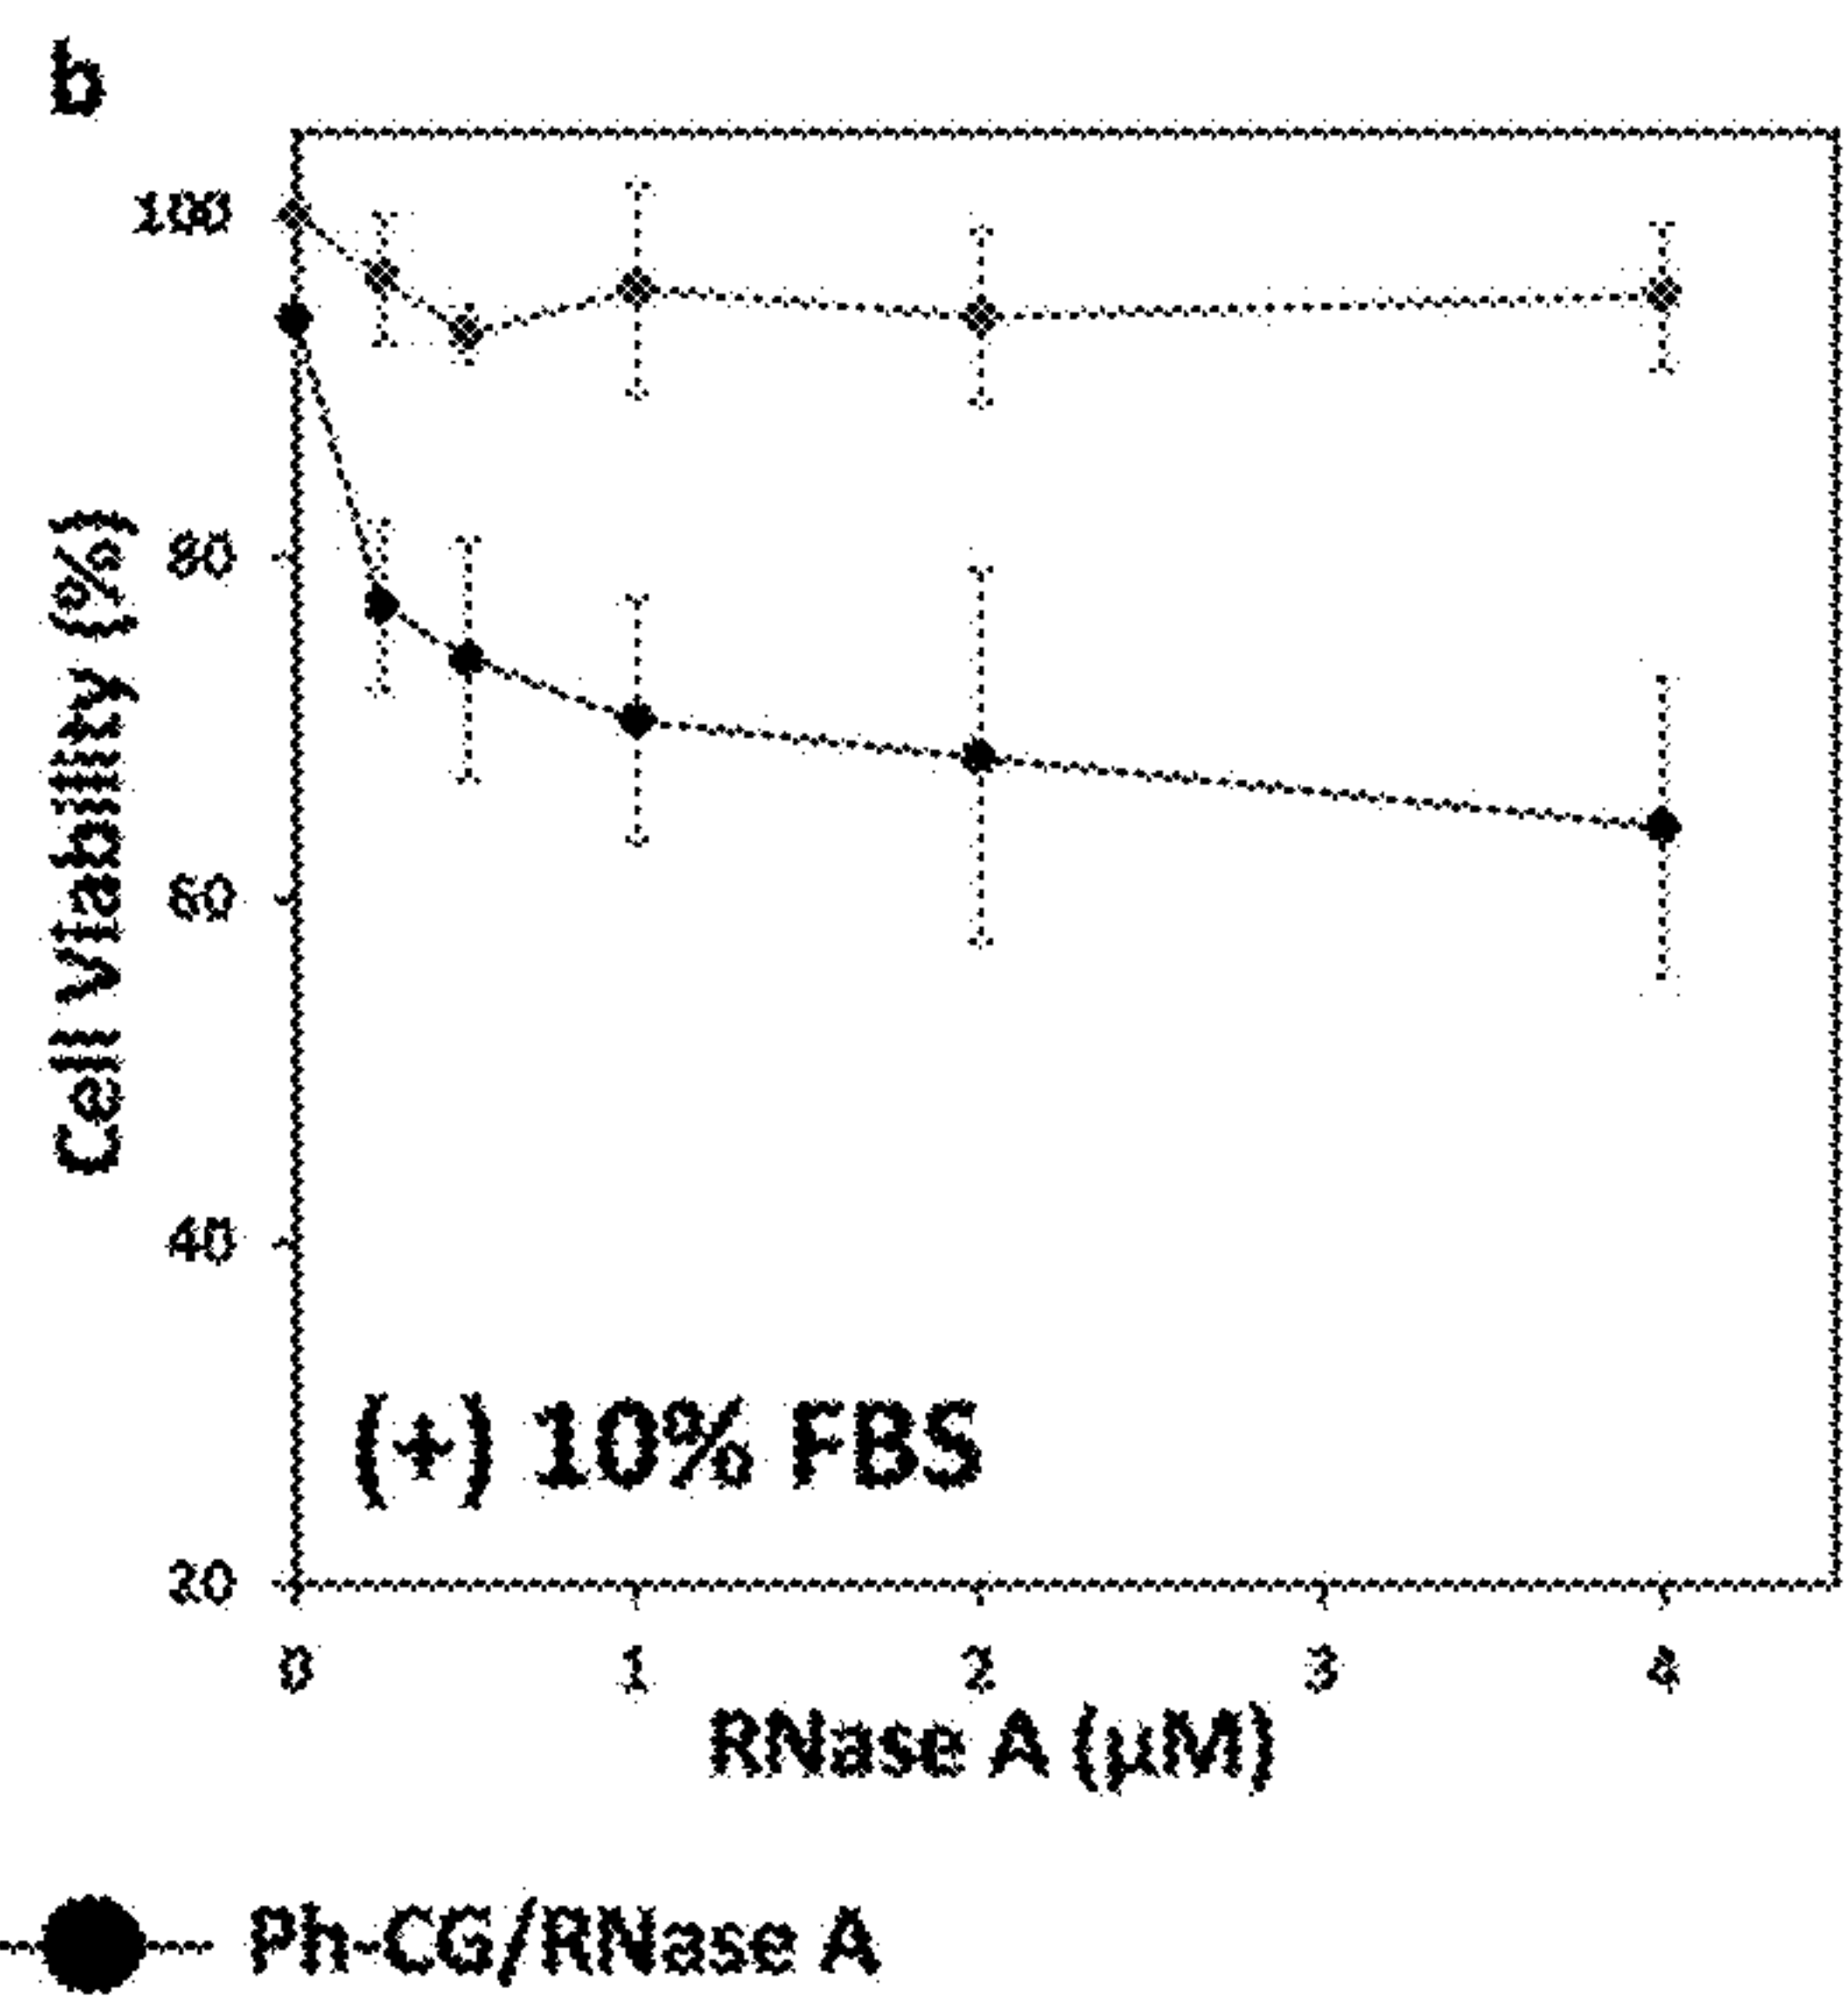 b
100
80
60
40
20
Cell viability (%)
(+) 10% FBS
0 1 2 3 4
RNase A (µM)
Ph-CG/RNase A